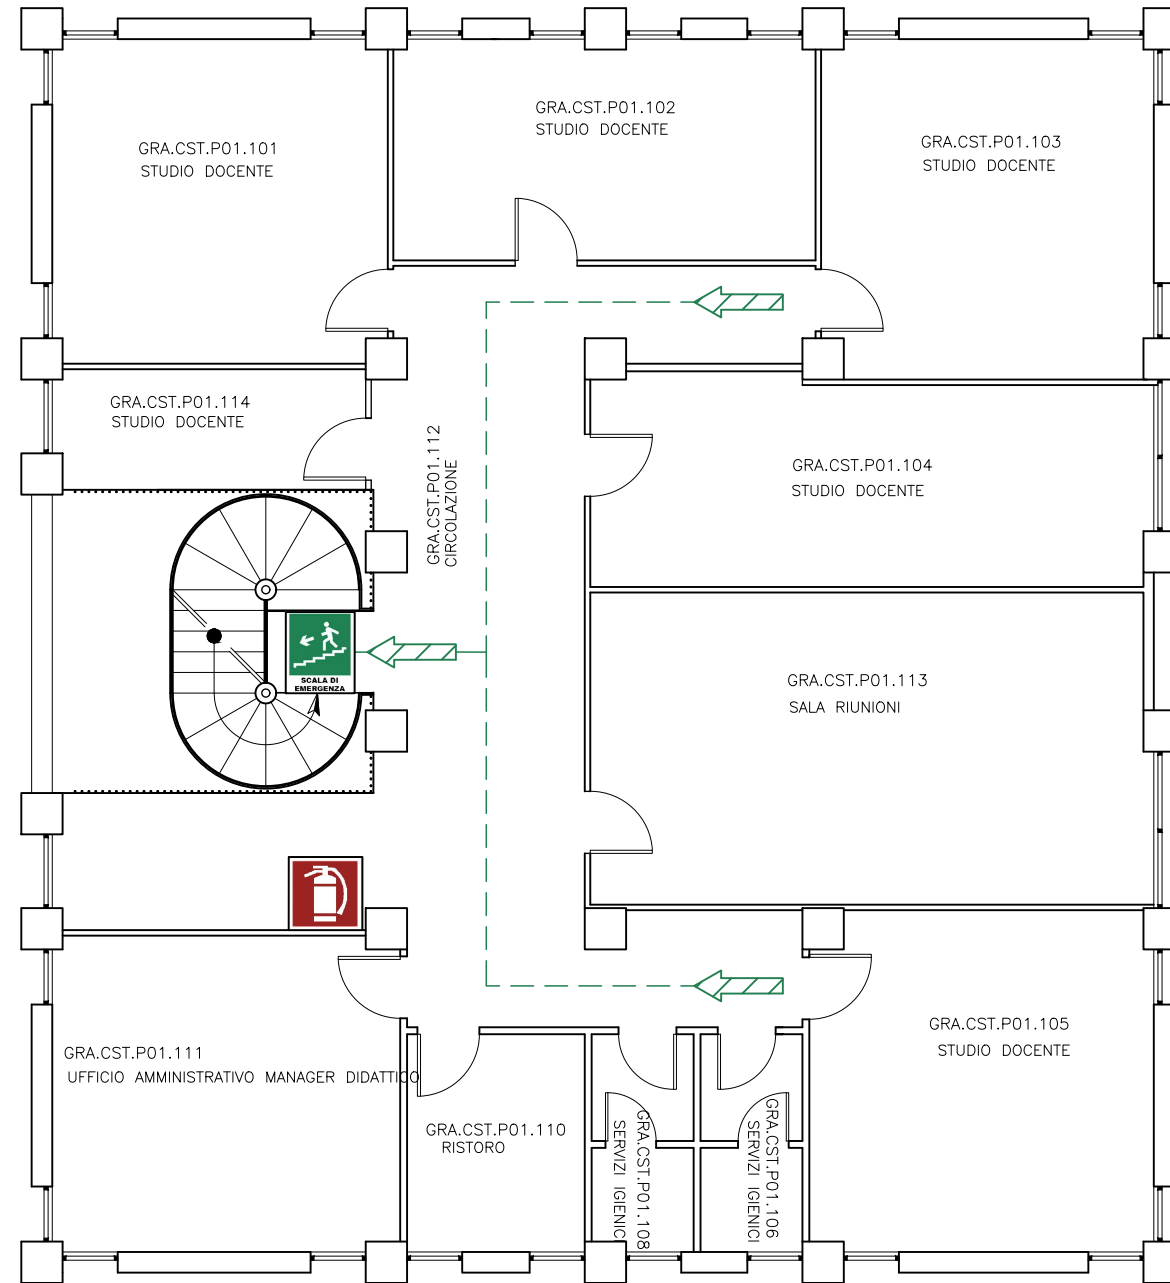 GRA.CST.P01.102
STUDIO DOCENTE
GRA.CST.P01.101
STUDIO DOCENTE
GRA.CST.P01.103
STUDIO DOCENTE
GRA.CST.P01.114
STUDIO DOCENTE
GRA.CST.P01.112
CIRCOLAZIONE
GRA.CST.P01.104
STUDIO DOCENTE
SCALA DI
EMERGENZA
GRA.CST.P01.113
SALA RIUNIONI
GRA.CST.P01.105
STUDIO DOCENTE
GRA.CST.P01.111
UFFICIO AMMINISTRATIVO MANAGER DIDATTICO
GRA.CST.P01.110
RISTORO
GRA.CST.P01.108
SERVIZI IGIENICI
GRA.CST.P01.106
SERVIZI IGIENICI